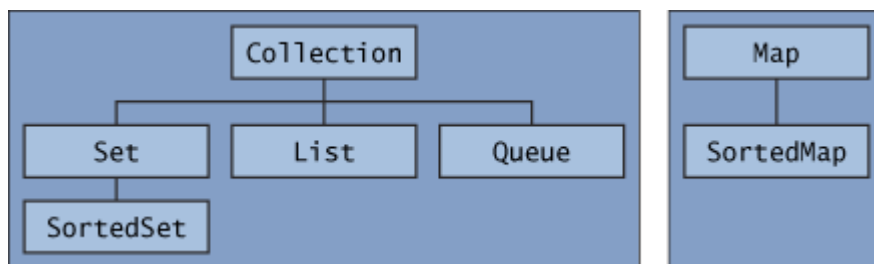 Collection
Map
Set
List
Queue
SortedMap
SortedSet